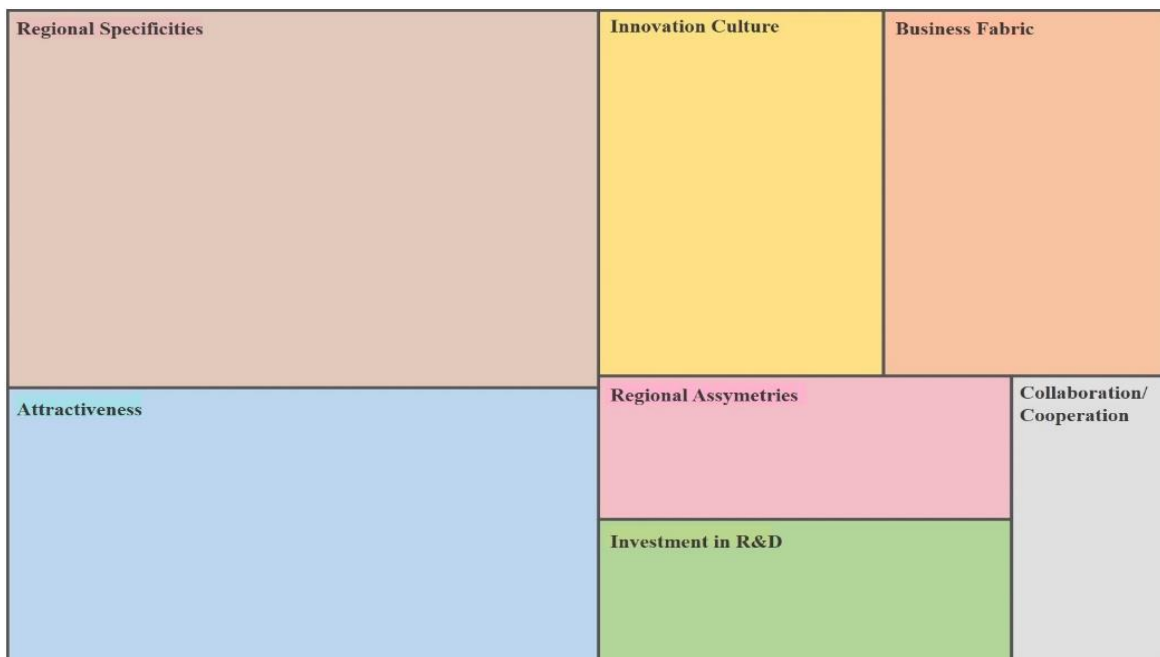 Regional Specificities
Innovation Culture
Business Fabric
Attractiveness
Regional Assymetries
Collaboration/
Cooperation
Investment in R&D